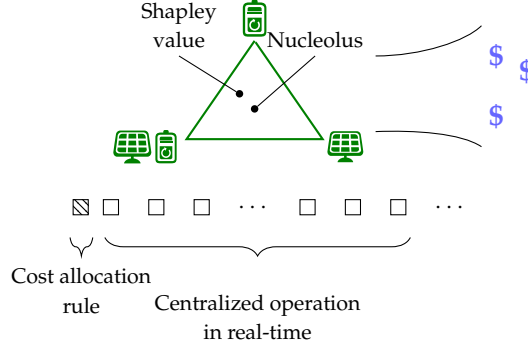 Shapley
value
Nucleolus
$
$
$
· · ·
· · ·
Cost allocation
rule
Centralized operation
in real-time